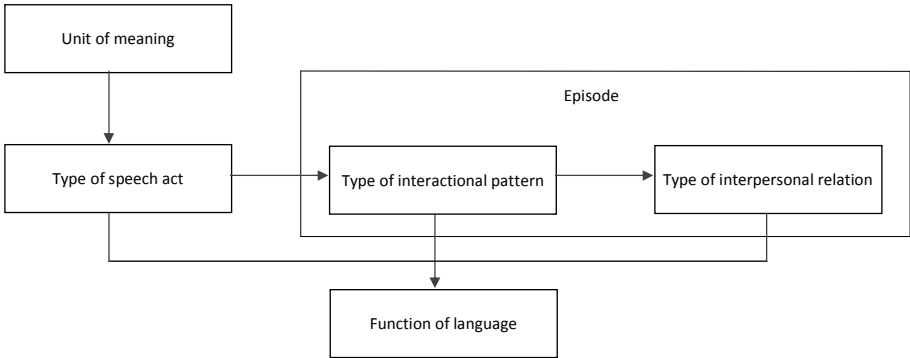 Unit of meaning
Episode
Type of speech act
Type of interactional pattern
Type of interpersonal relation
Function of language